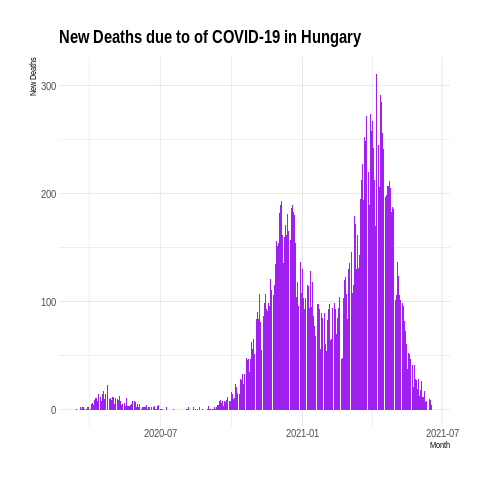 New Deaths due to of COVID-19 in Hungary
New Deaths
300
200
100
0
2020-07
2021-01
2021-07
Month